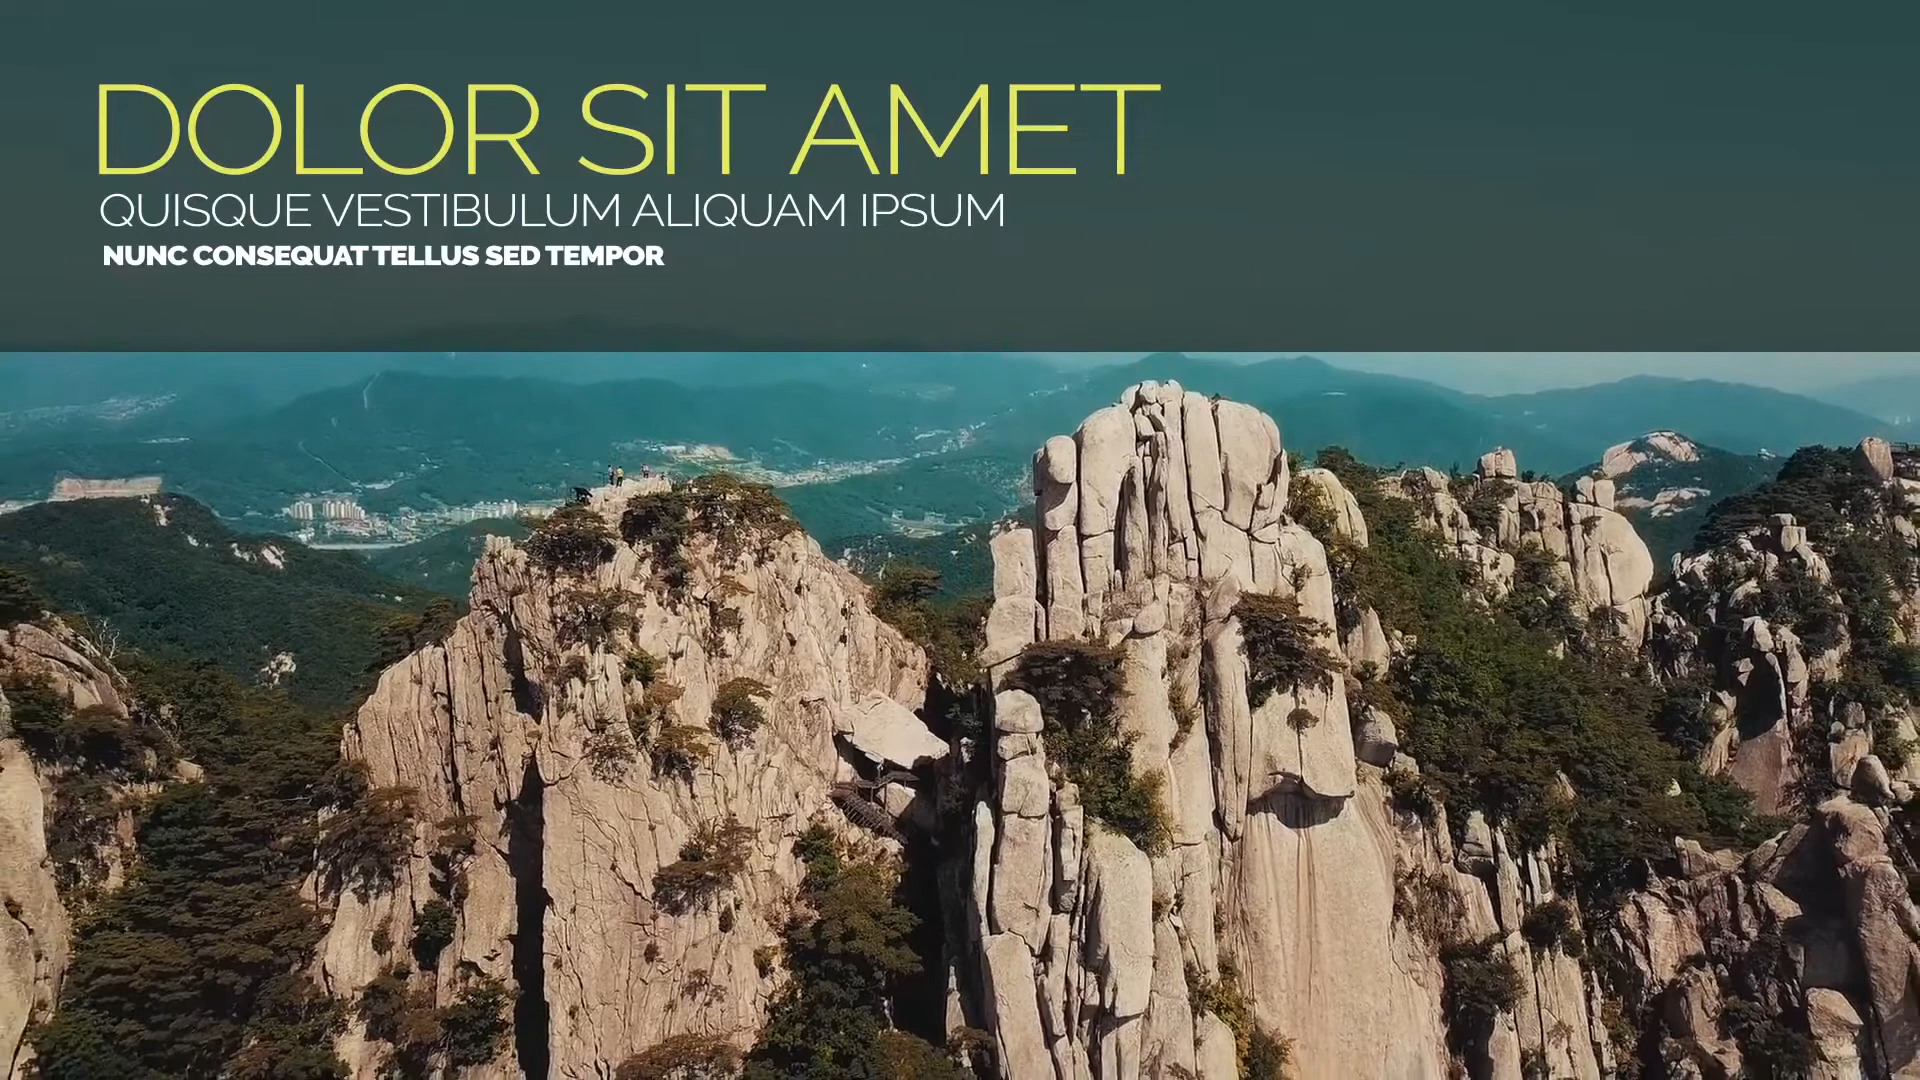 DOLOR SIT AMET
QUISQUE VESTIBULUM ALIQUAM IPSUM
NUNC CONSEQUAT TELLUS SED TEMPOR